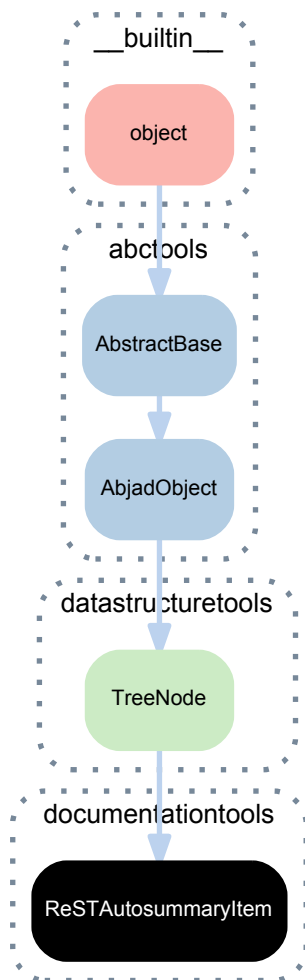 __builtin__
object
abctools
AbstractBase
AbjadObject
datastructuretools
TreeNode
documentationtools
ReSTAutosummaryItem